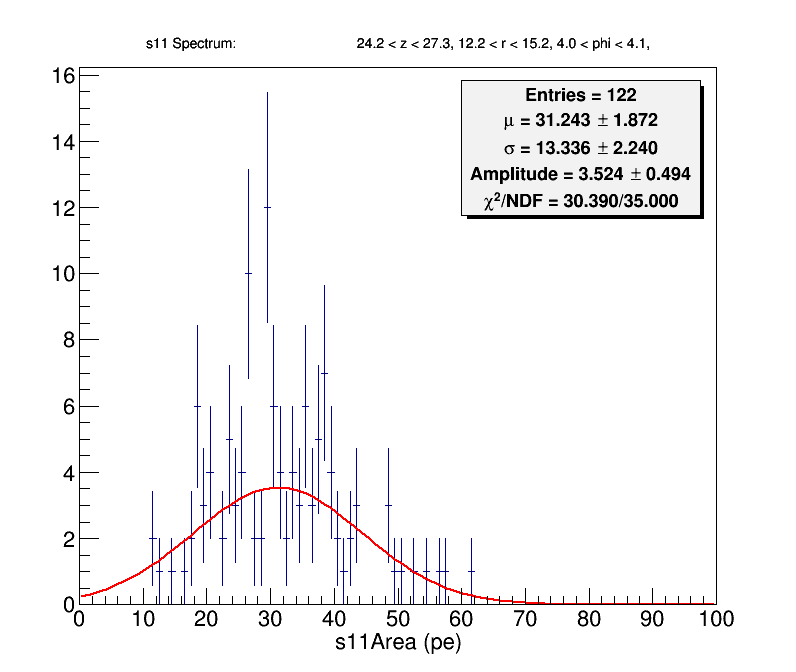 s11 Spectrum: 24.2 < z < 27.3, 12.2 < r < 15.2, 4.0 < phi < 4.1,
Entries = 122
μ = 31.243 ± 1.872
σ = 13.336 ± 2.240
Amplitude = 3.524 ± 0.494
χ²/NDF = 30.390/35.000
16
14
12
10
8
6
4
2
0
0 10 20 30 40 50 60 70 80 90 100
s11Area (pe)